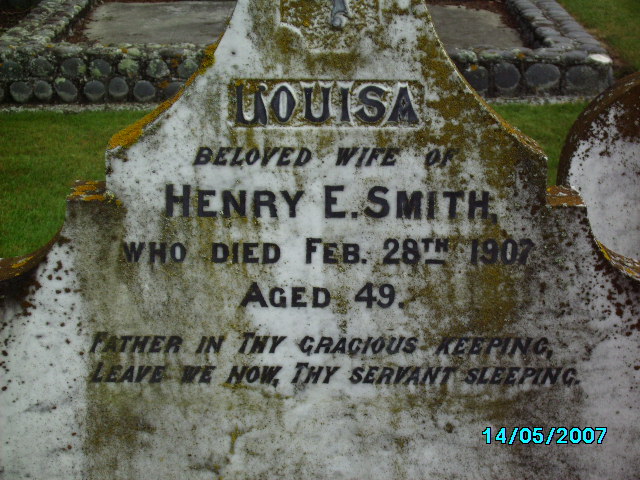 LOUISA
BELOVED WIFE OF
HENRY E. SMITH,
WHO DIED FEB. 28TH 1907
AGED 49.
FATHER IN THY GRACIOUS KEEPING,
LEAVE WE NOW, THY SERVANT SLEEPING.
14/05/2007